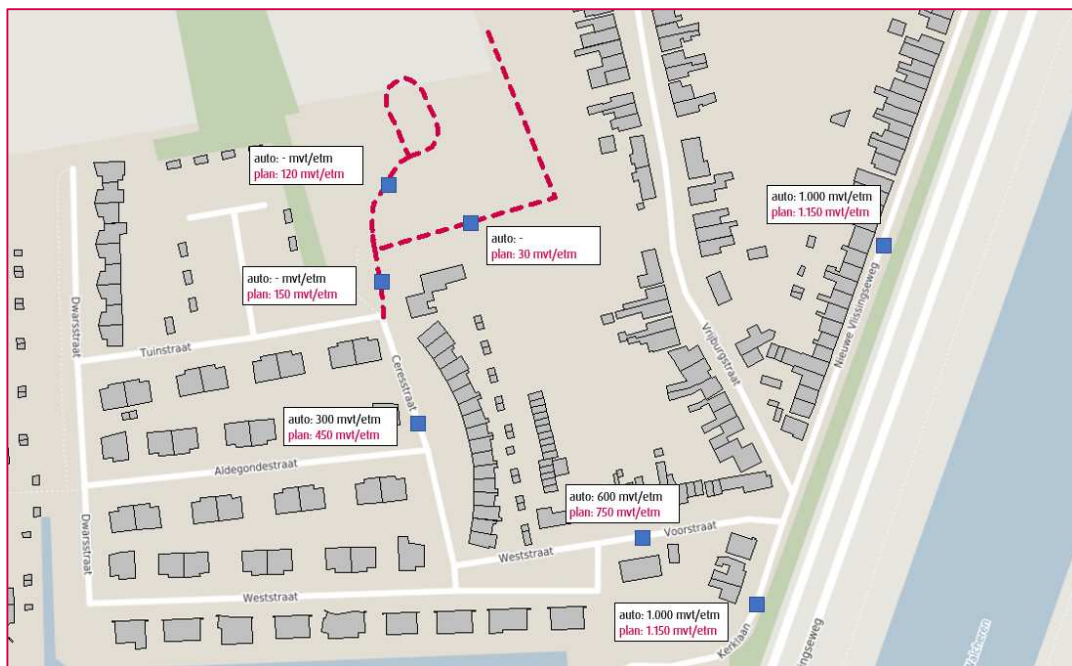 auto: - mvt/etm
plan: 120 mvt/etm
auto: 1.000 mvt/etm
plan: 1.150 mvt/etm
auto: -
plan: 30 mvt/etm
auto: - mvt/etm
plan: 150 mvt/etm
Dwarsstraat
Tuinstraat
Ceresstraat
Vrijburgstraat
Nieuwe Vlissingseweg
auto: 300 mvt/etm
plan: 450 mvt/etm
Aldegondestraat
auto: 600 mvt/etm
plan: 750 mvt/etm
Dwarsstraat
Voorstraat
Weststraat
Weststraat
auto: 1.000 mvt/etm
plan: 1.150 mvt/etm
Kerklaan